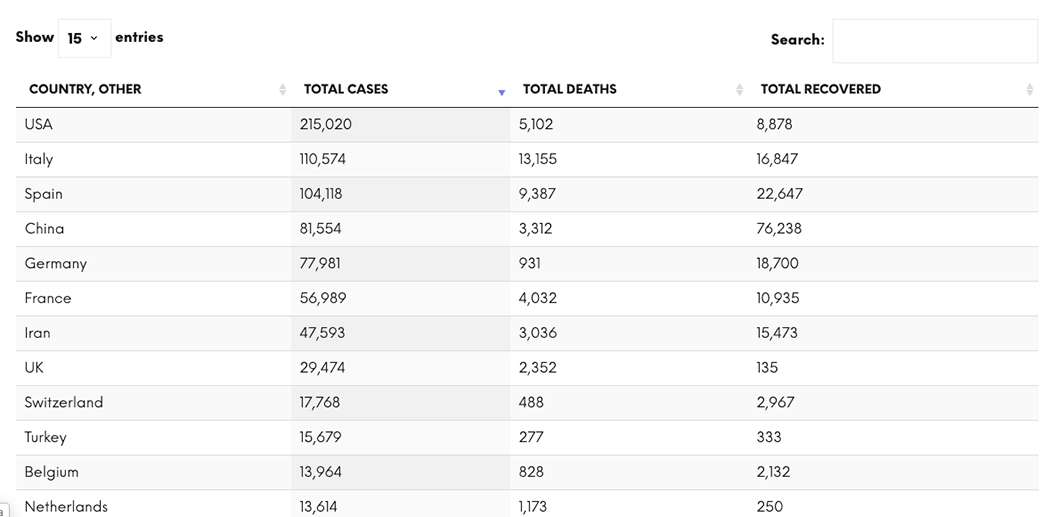 Show 15 entries Search:
COUNTRY, OTHER TOTAL CASES TOTAL DEATHS TOTAL RECOVERED
USA 215,020 5,102 8,878
Italy 110,574 13,155 16,847
Spain 104,118 9,387 22,647
China 81,554 3,312 76,238
Germany 77,981 931 18,700
France 56,989 4,032 10,935
Iran 47,593 3,036 15,473
UK 29,474 2,352 135
Switzerland 17,768 488 2,967
Turkey 15,679 277 333
Belgium 13,964 828 2,132
Netherlands 13,614 1,173 250